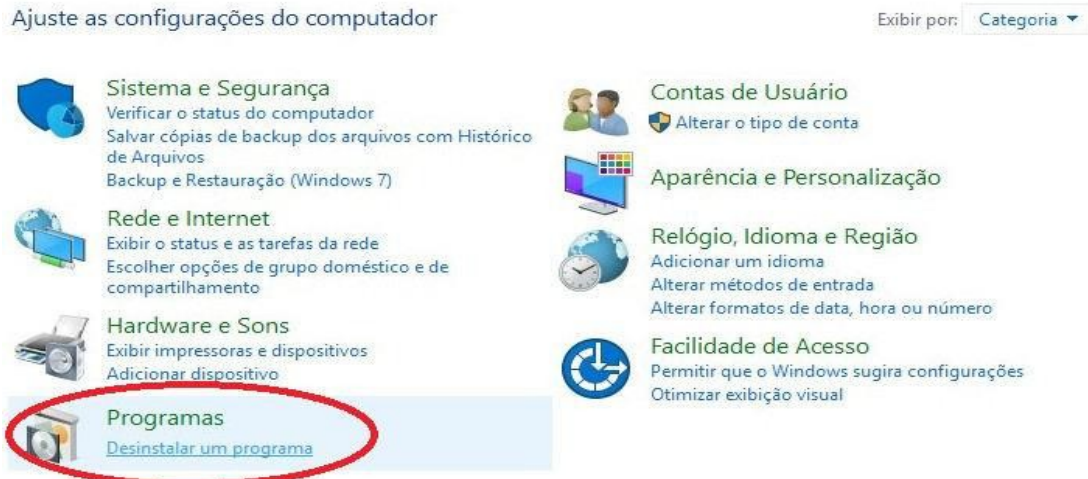 Ajuste as configurações do computador
Exibir por: Categoria
Sistema e Segurança
Verificar o status do computador
Salvar cópias de backup dos arquivos com Histórico
de Arquivos
Backup e Restauração (Windows 7)
Rede e Internet
Exibir o status e as tarefas da rede
Escolher opções de grupo doméstico e de
compartilhamento
Hardware e Sons
Exibir impressoras e dispositivos
Adicionar dispositivo
Programas
Desinstalar um programa
Contas de Usuário
Alterar o tipo de conta
Aparência e Personalização
Relógio, Idioma e Região
Adicionar um idioma
Alterar métodos de entrada
Alterar formatos de data, hora ou número
Facilidade de Acesso
Permitir que o Windows sugira configurações
Otimizar exibição visual